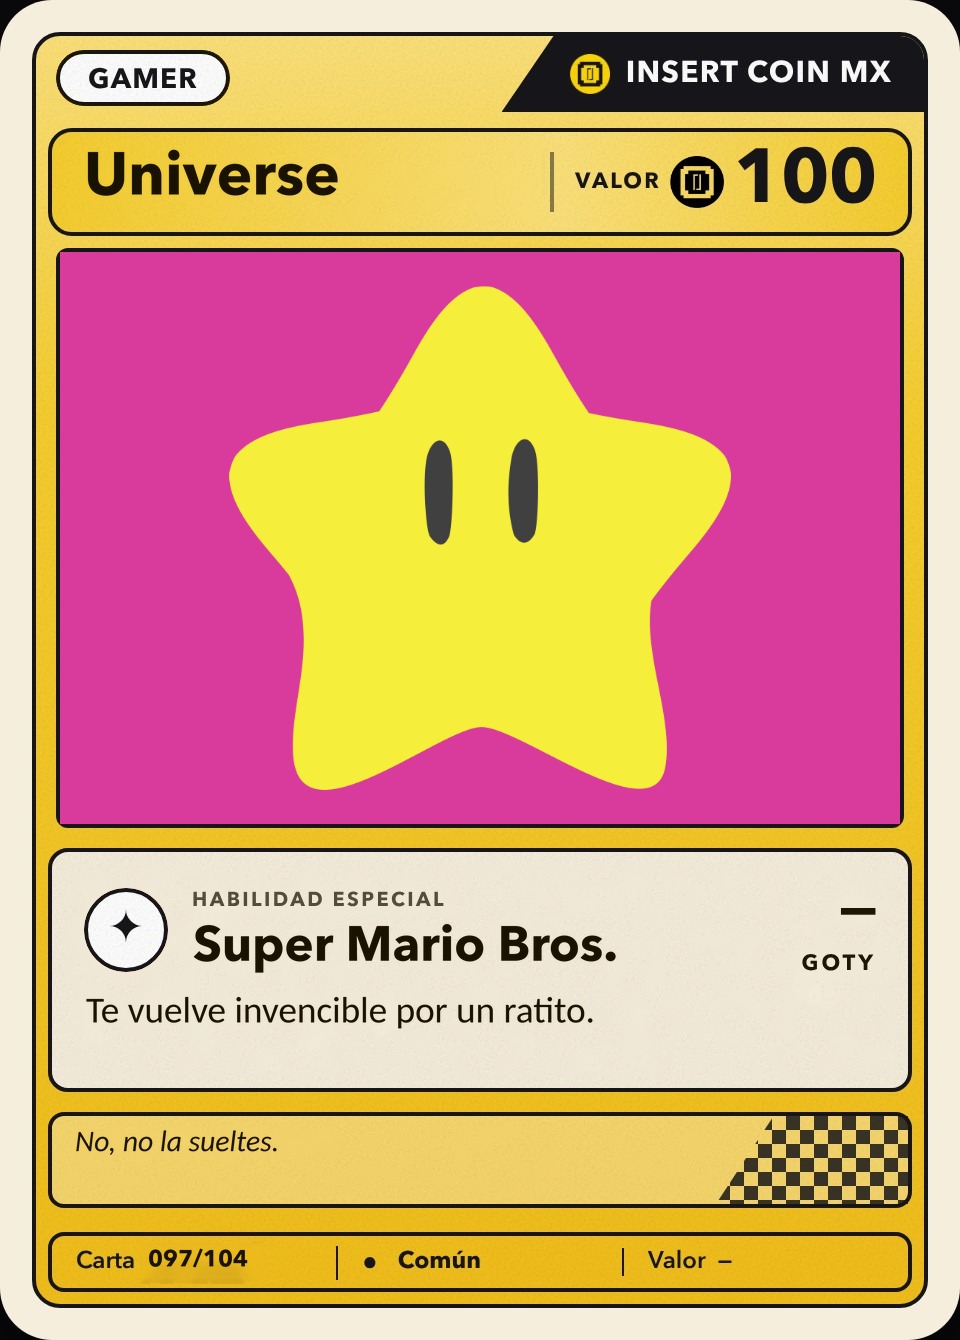 GAMER
INSERT COIN MX
Universe
VALOR 100
HABILIDAD ESPECIAL
Super Mario Bros.
–
GOTY
Te vuelve invencible por un ratito.
No, no la sueltes.
Carta 097/104
● Común
Valor –